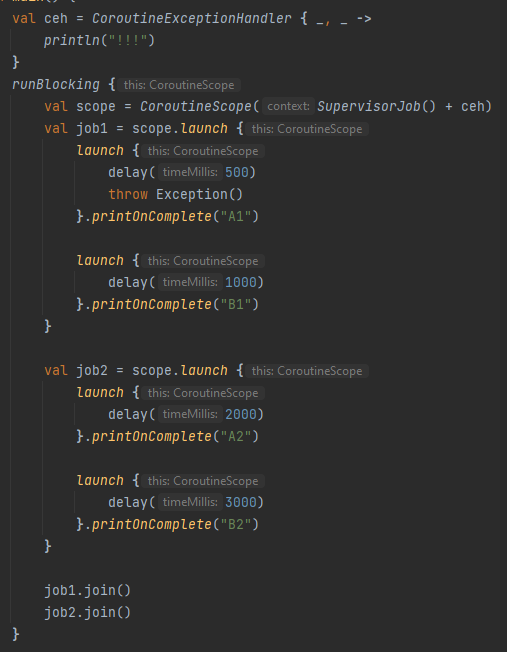 val ceh = CoroutineExceptionHandler { _, _ ->
println("!!!")
}
runBlocking { this: CoroutineScope
val scope = CoroutineScope( context: SupervisorJob() + ceh)
val job1 = scope.launch { this: CoroutineScope
launch { this: CoroutineScope
delay( timeMillis: 500)
throw Exception()
}.printOnComplete("A1")
launch { this: CoroutineScope
delay( timeMillis: 1000)
}.printOnComplete("B1")
}
val job2 = scope.launch { this: CoroutineScope
launch { this: CoroutineScope
delay( timeMillis: 2000)
}.printOnComplete("A2")
launch { this: CoroutineScope
delay( timeMillis: 3000)
}.printOnComplete("B2")
}
job1.join()
job2.join()
}